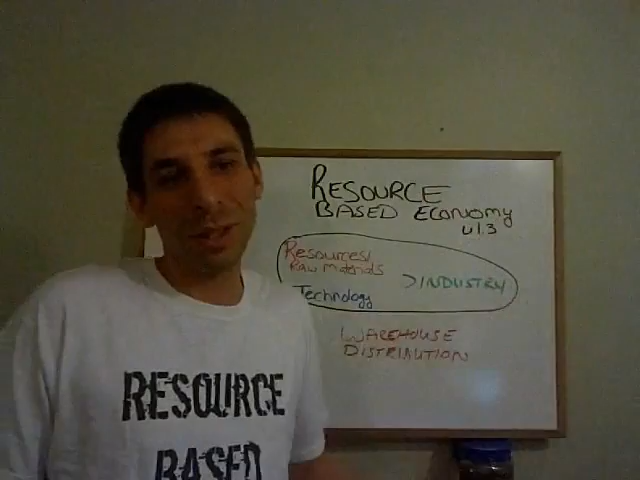 RESOURCE
BASED ECONOMY
v1.3
Resources/
Raw Materials
Technology
>INDUSTRY
WAREHOUSE
DISTRIBUTION
RESOURCE
BASED